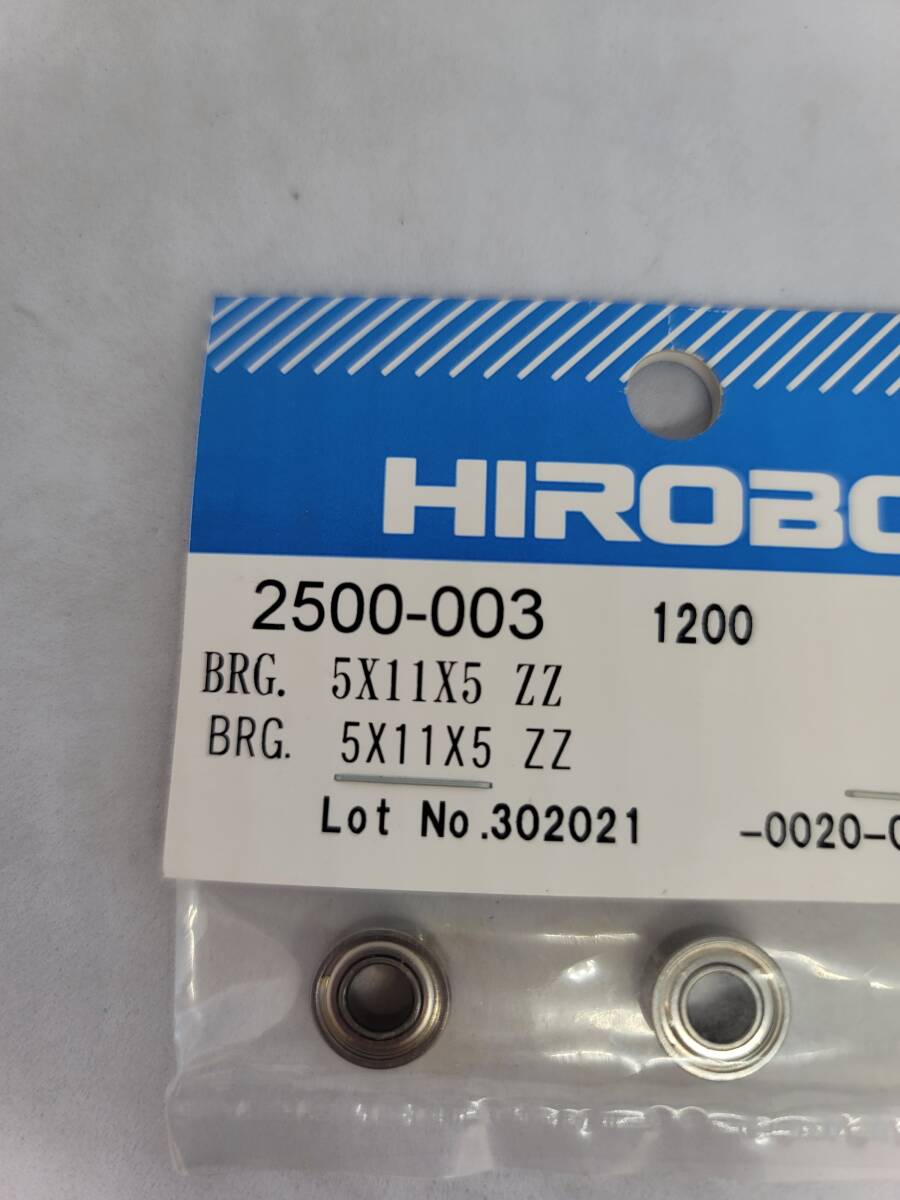 HIROBO
2500-003 1200
BRG. 5X11X5 ZZ
BRG. 5X11X5 ZZ
Lot No.302021 -0020-